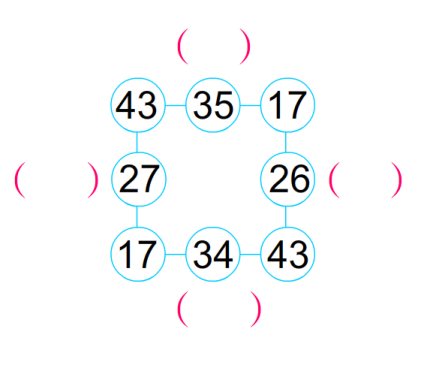 (     )
43 35 17
(     ) 27 26 (     )
17 34 43
(     )